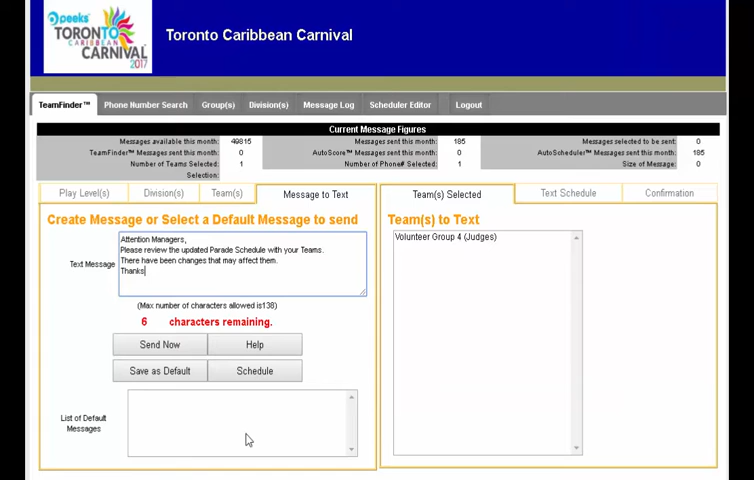 peeks
TORONTO
CARIBBEAN
CARNIVAL
2017
Toronto Caribbean Carnival
TeamFinder™ Phone Number Search Group(s) Division(s) Message Log Scheduler Editor Logout
Current Message Figures
Messages available this month: 49815 Messages sent this month: 185 Messages selected to be sent: 0
TeamFinder™ Messages sent this month: 0 AutoScore™ Messages sent this month: 0 AutoScheduler™ Messages sent this month: 185
Number of Teams Selected: 1 Number of Phone# Selected: 1 Size of Message: 0
Selection:
Play Level(s) Division(s) Team(s) Message to Text Team(s) Selected Text Schedule Confirmation
Create Message or Select a Default Message to send
Text Message
Attention Managers,
Please review the updated Parade Schedule with your Teams.
There have been changes that may affect them.
Thanks
(Max number of characters allowed is138)
6 characters remaining.
Send Now Help
Save as Default Schedule
List of Default
Messages
Team(s) to Text
Volunteer Group 4 (Judges)